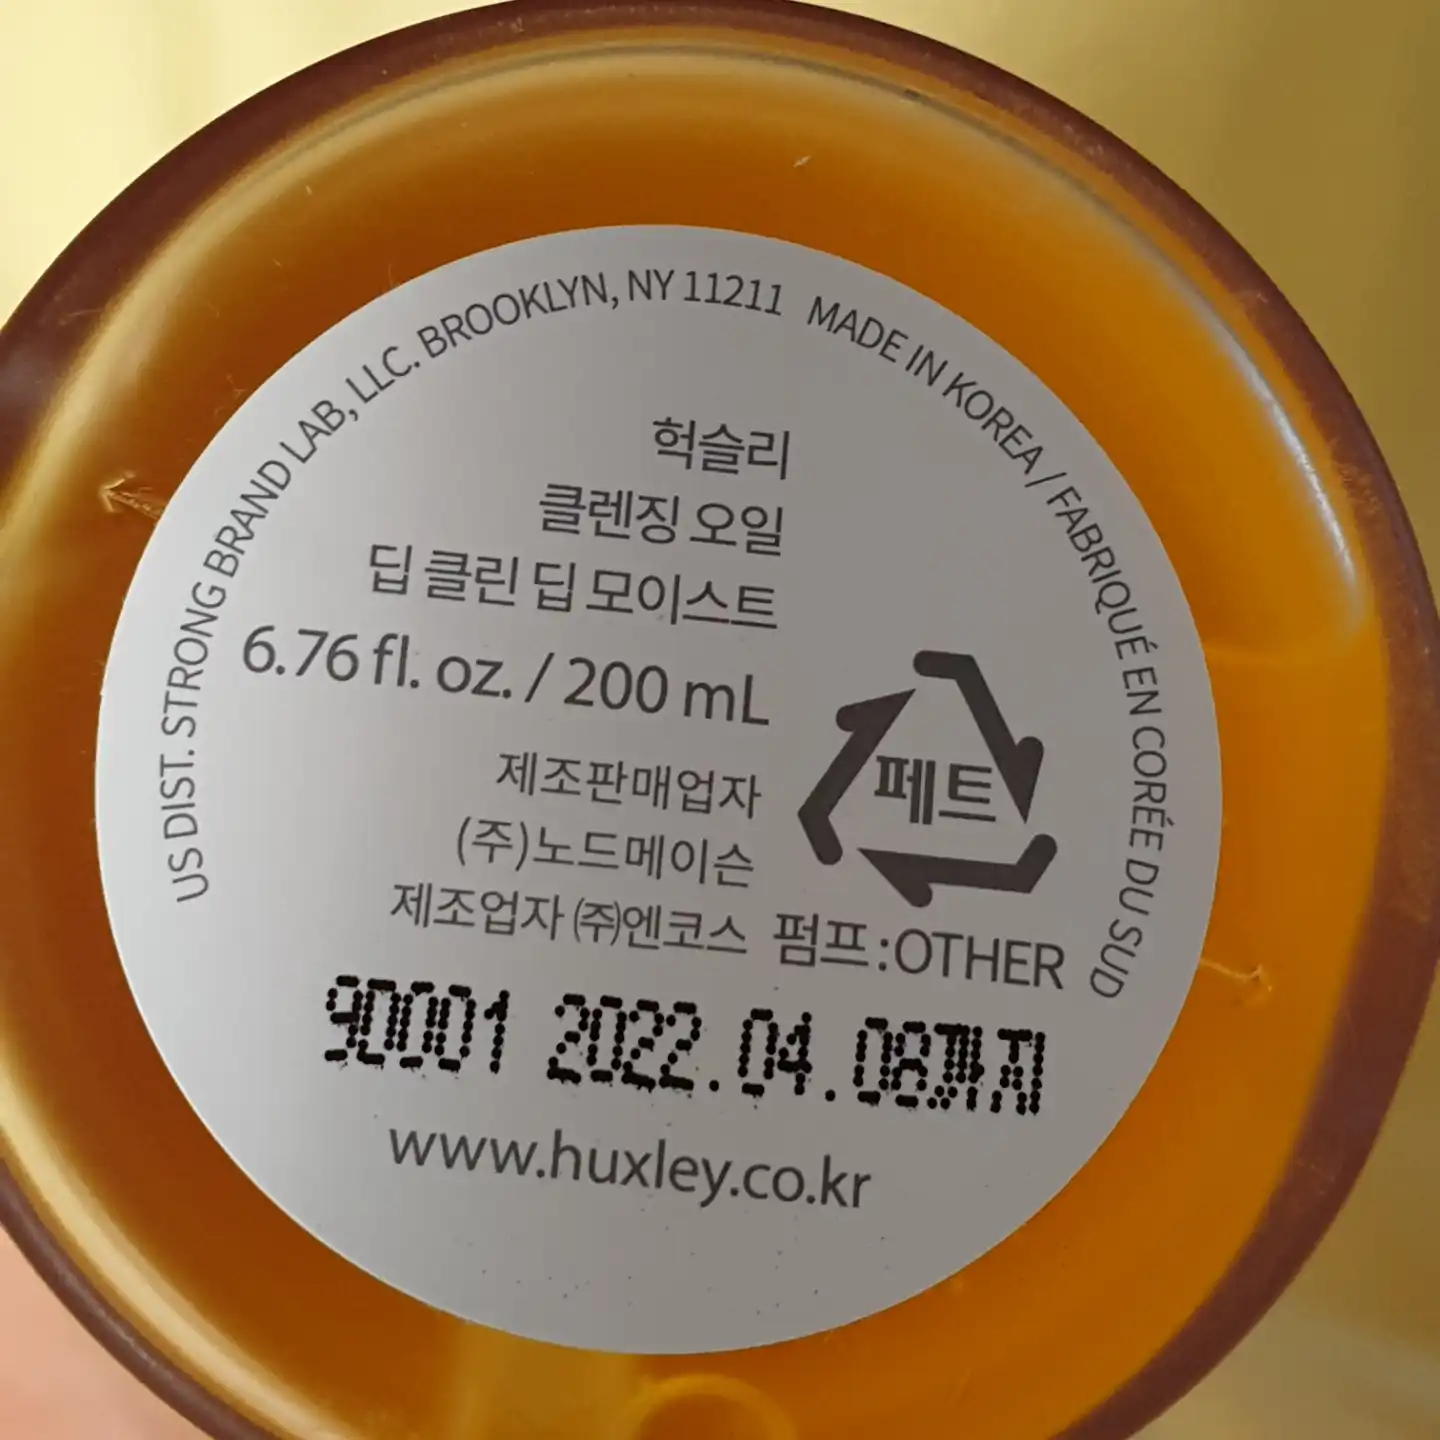 US DIST. STRONG BRAND LAB, LLC. BROOKLYN, NY 11211 MADE IN KOREA / FABRIQUÉ EN CORÉE DU SUD
헉슬리
클렌징 오일
딥 클린 딥 모이스트
6.76 fl. oz. / 200 mL
페트
제조판매업자
(주)노드메이슨
제조업자 ㈜엔코스 펌프:OTHER
90001 2022.04.08까지
www.huxley.co.kr